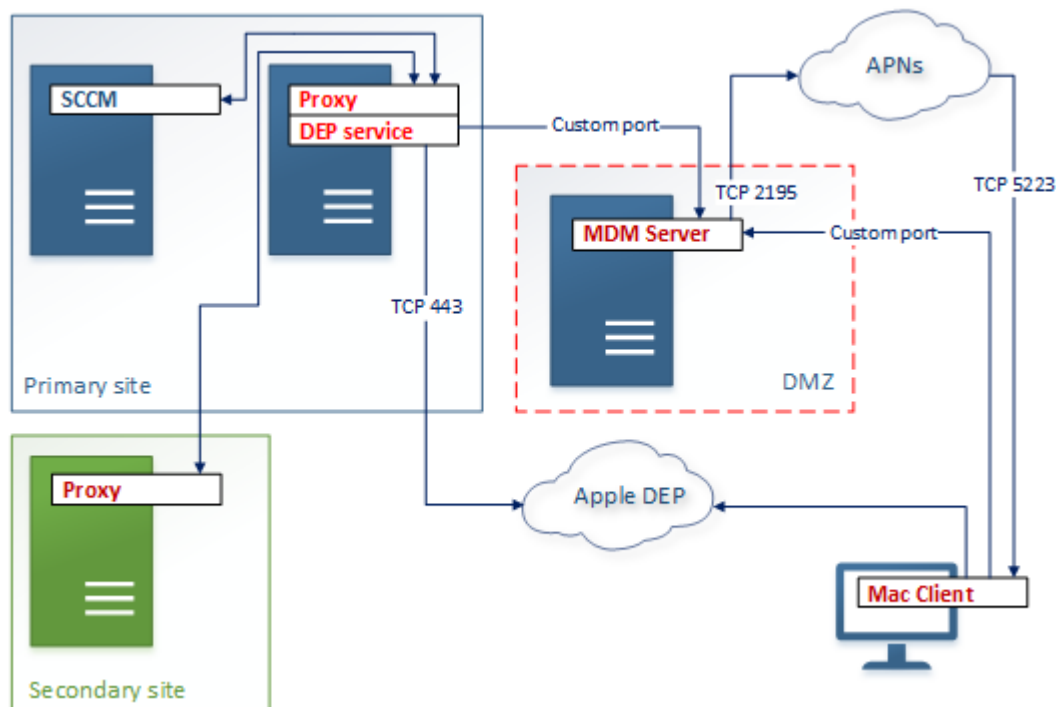 APNs
SCCM
Proxy
DEP service
Custom port
TCP 2195
TCP 5223
MDM Server
Custom port
TCP 443
Primary site
DMZ
Proxy
Apple DEP
Mac Client
Secondary site